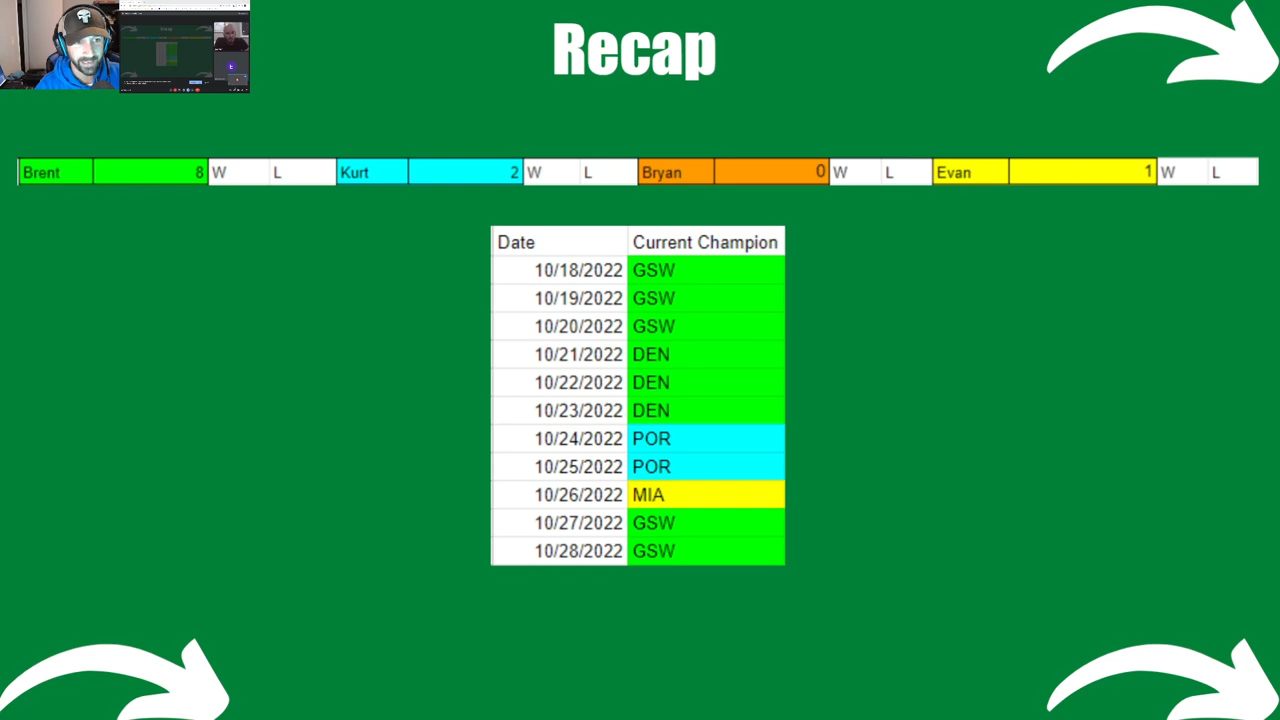 Recap
Brent 8 W L Kurt 2 W L Bryan 0 W L Evan 1 W L
Date Current Champion
10/18/2022 GSW
10/19/2022 GSW
10/20/2022 GSW
10/21/2022 DEN
10/22/2022 DEN
10/23/2022 DEN
10/24/2022 POR
10/25/2022 POR
10/26/2022 MIA
10/27/2022 GSW
10/28/2022 GSW